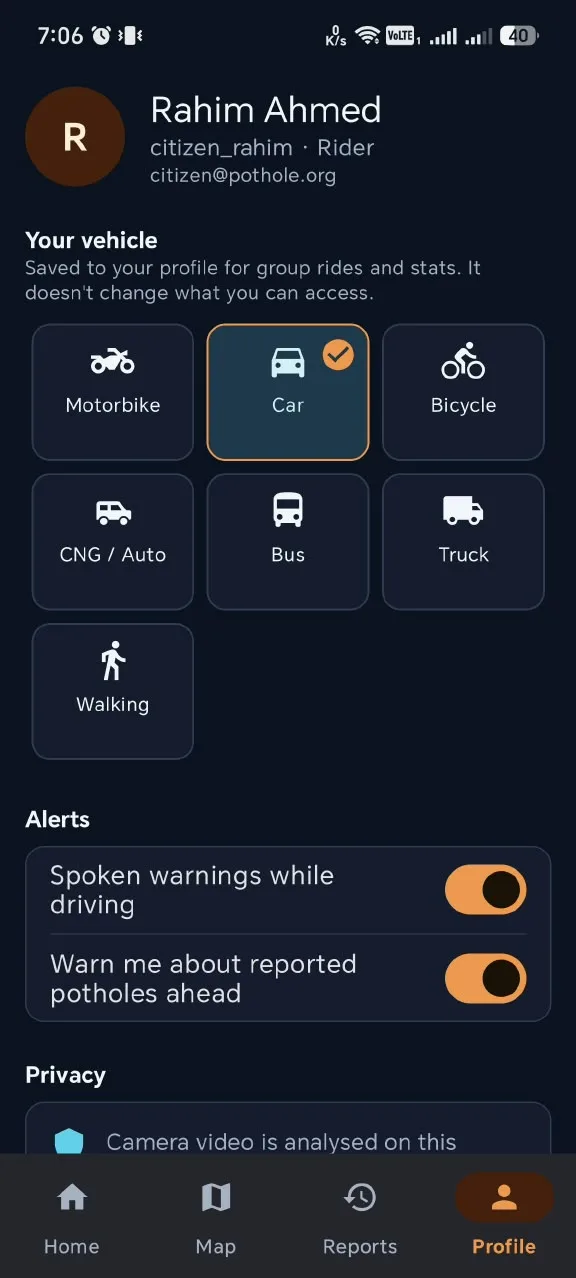 7:06
0 K/s VoLTE 1 40
R
Rahim Ahmed
citizen_rahim · Rider
citizen@pothole.org
Your vehicle
Saved to your profile for group rides and stats. It
doesn't change what you can access.
Motorbike
Car
Bicycle
CNG / Auto
Bus
Truck
Walking
Alerts
Spoken warnings while
driving
Warn me about reported
potholes ahead
Privacy
Camera video is analysed on this
Home
Map
Reports
Profile